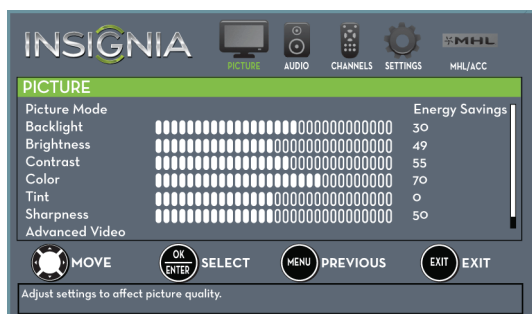 INSIGNIA
PICTURE AUDIO CHANNELS SETTINGS MHL MHL/ACC
PICTURE
Picture Mode Energy Savings
Backlight 30
Brightness 49
Contrast 55
Color 70
Tint 0
Sharpness 50
Advanced Video
MOVE OK ENTER SELECT MENU PREVIOUS EXIT EXIT
Adjust settings to affect picture quality.